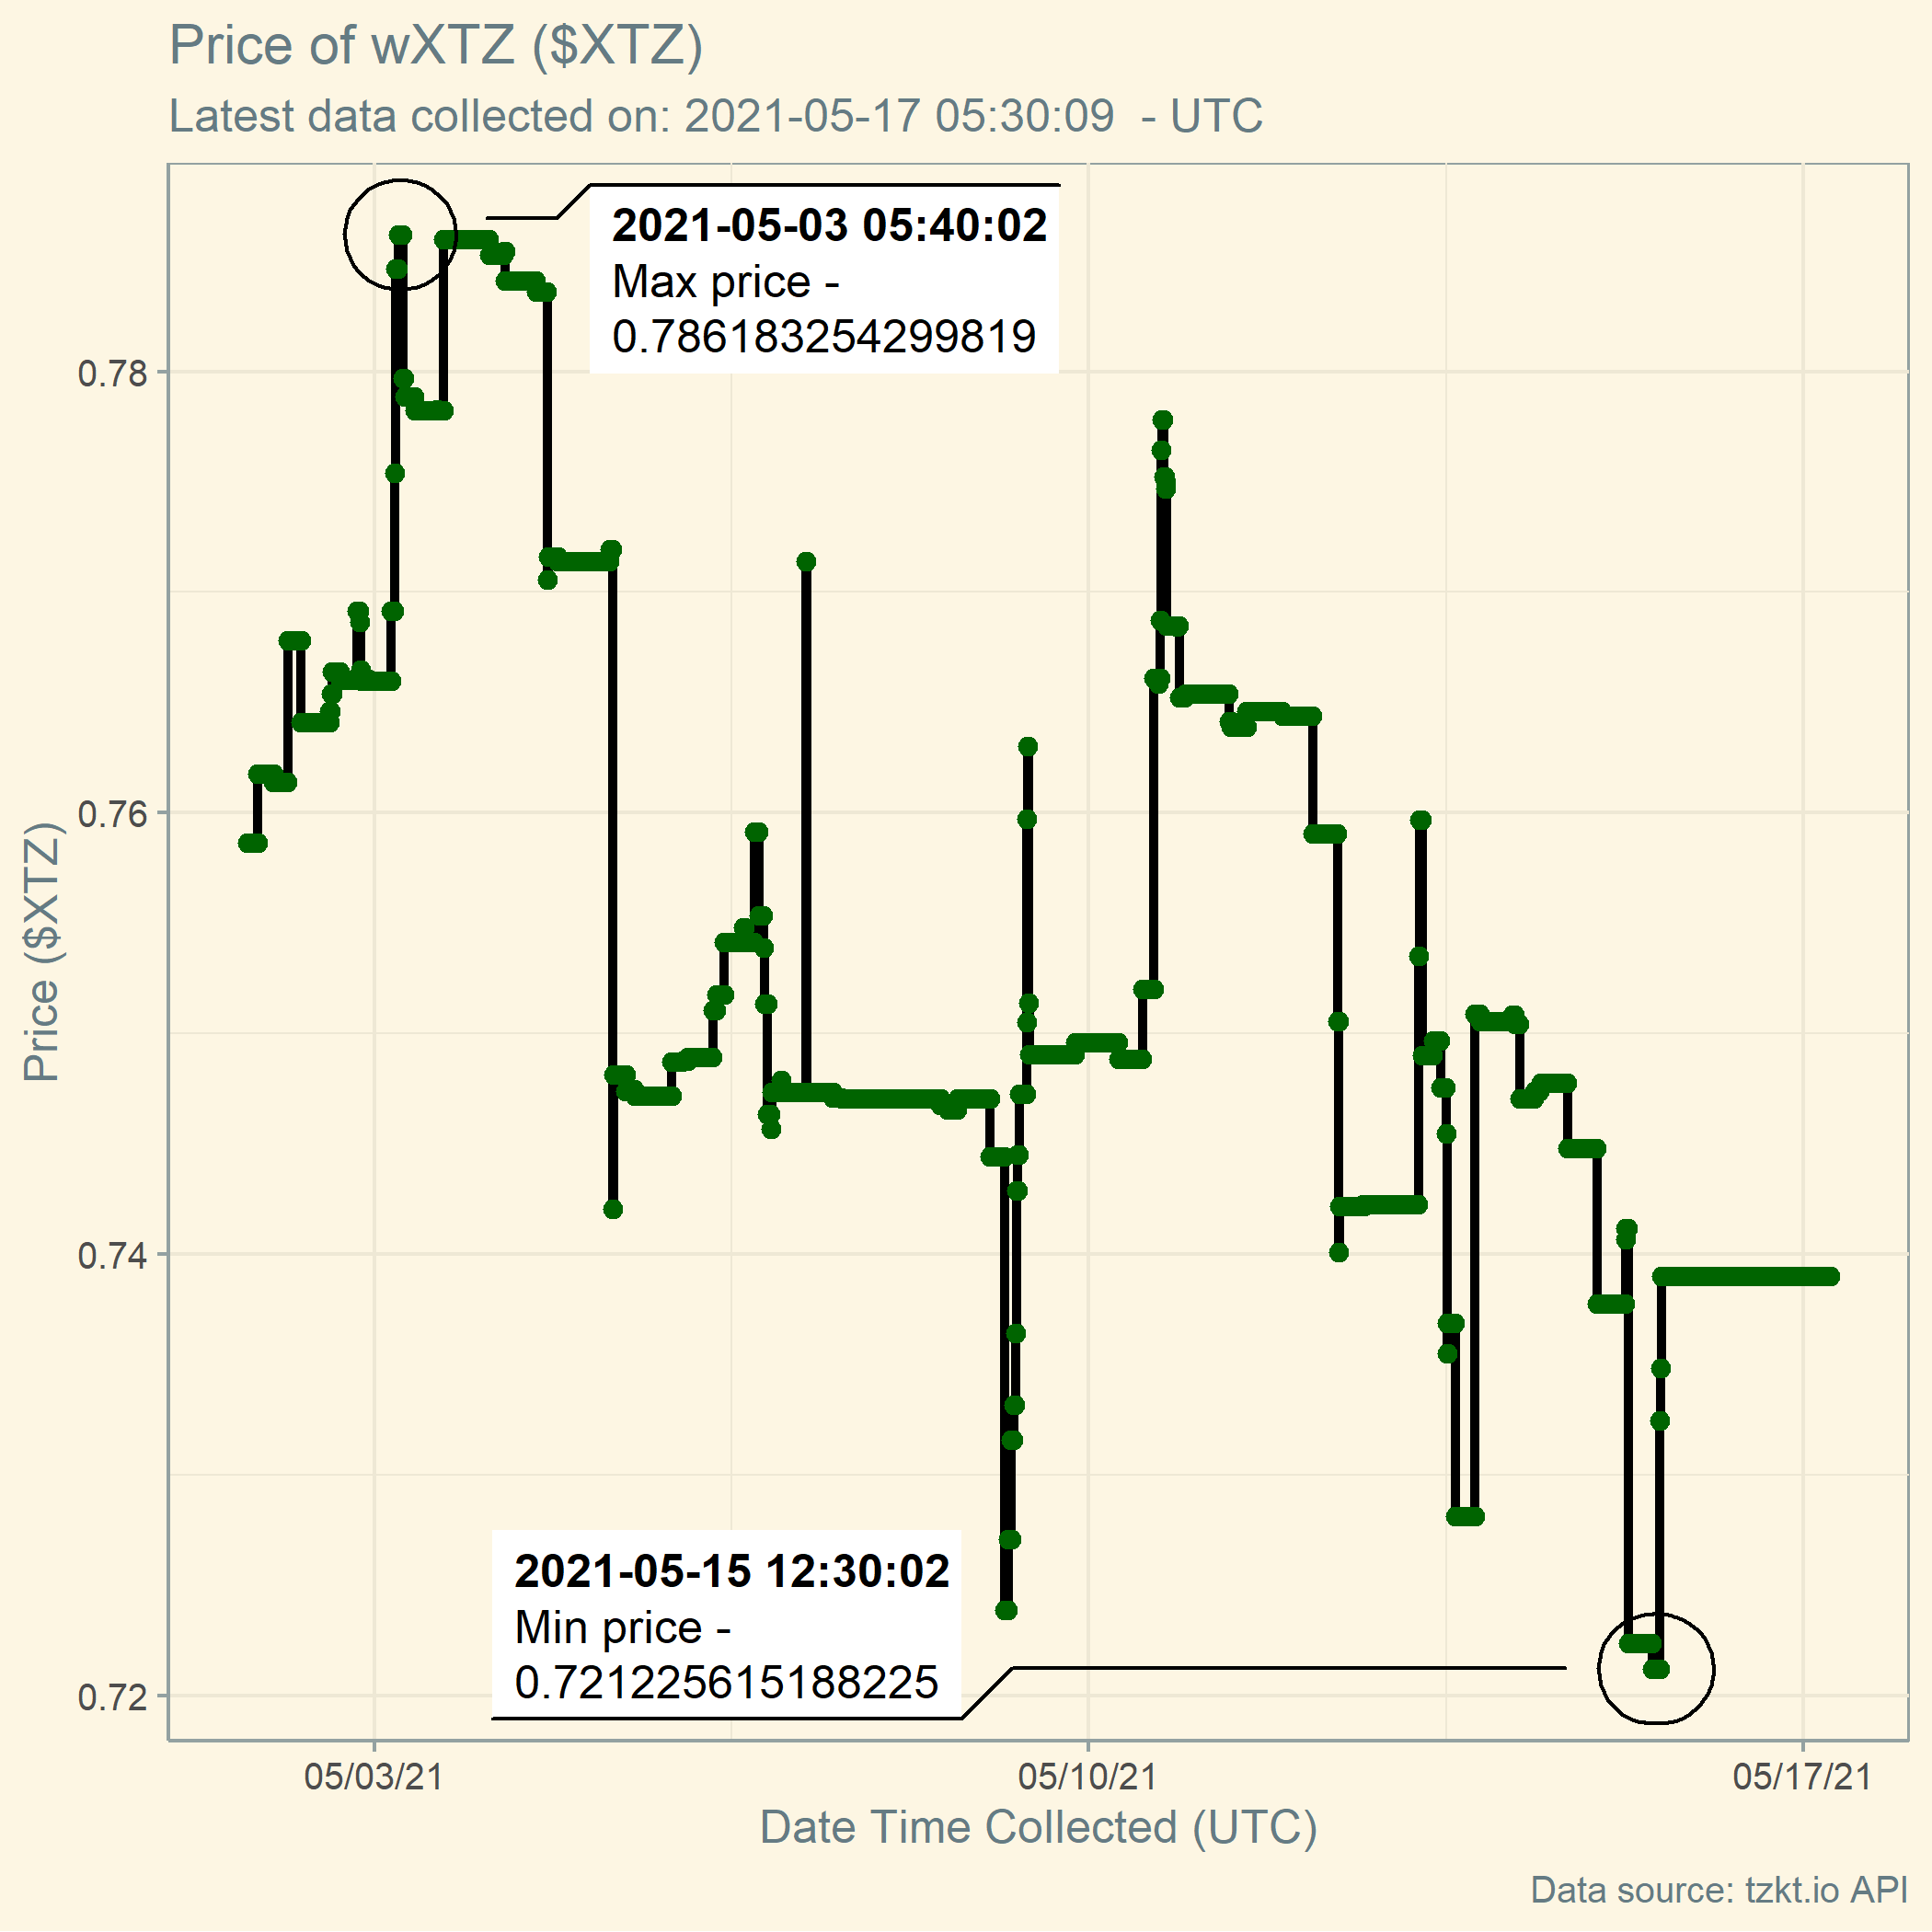 Price of wXTZ ($XTZ)
Latest data collected on: 2021-05-17 05:30:09  - UTC
2021-05-03 05:40:02
Max price -
0.786183254299819
0.78
0.76
0.74
0.72
Price ($XTZ)
2021-05-15 12:30:02
Min price -
0.721225615188225
05/03/21
05/10/21
05/17/21
Date Time Collected (UTC)
Data source: tzkt.io API